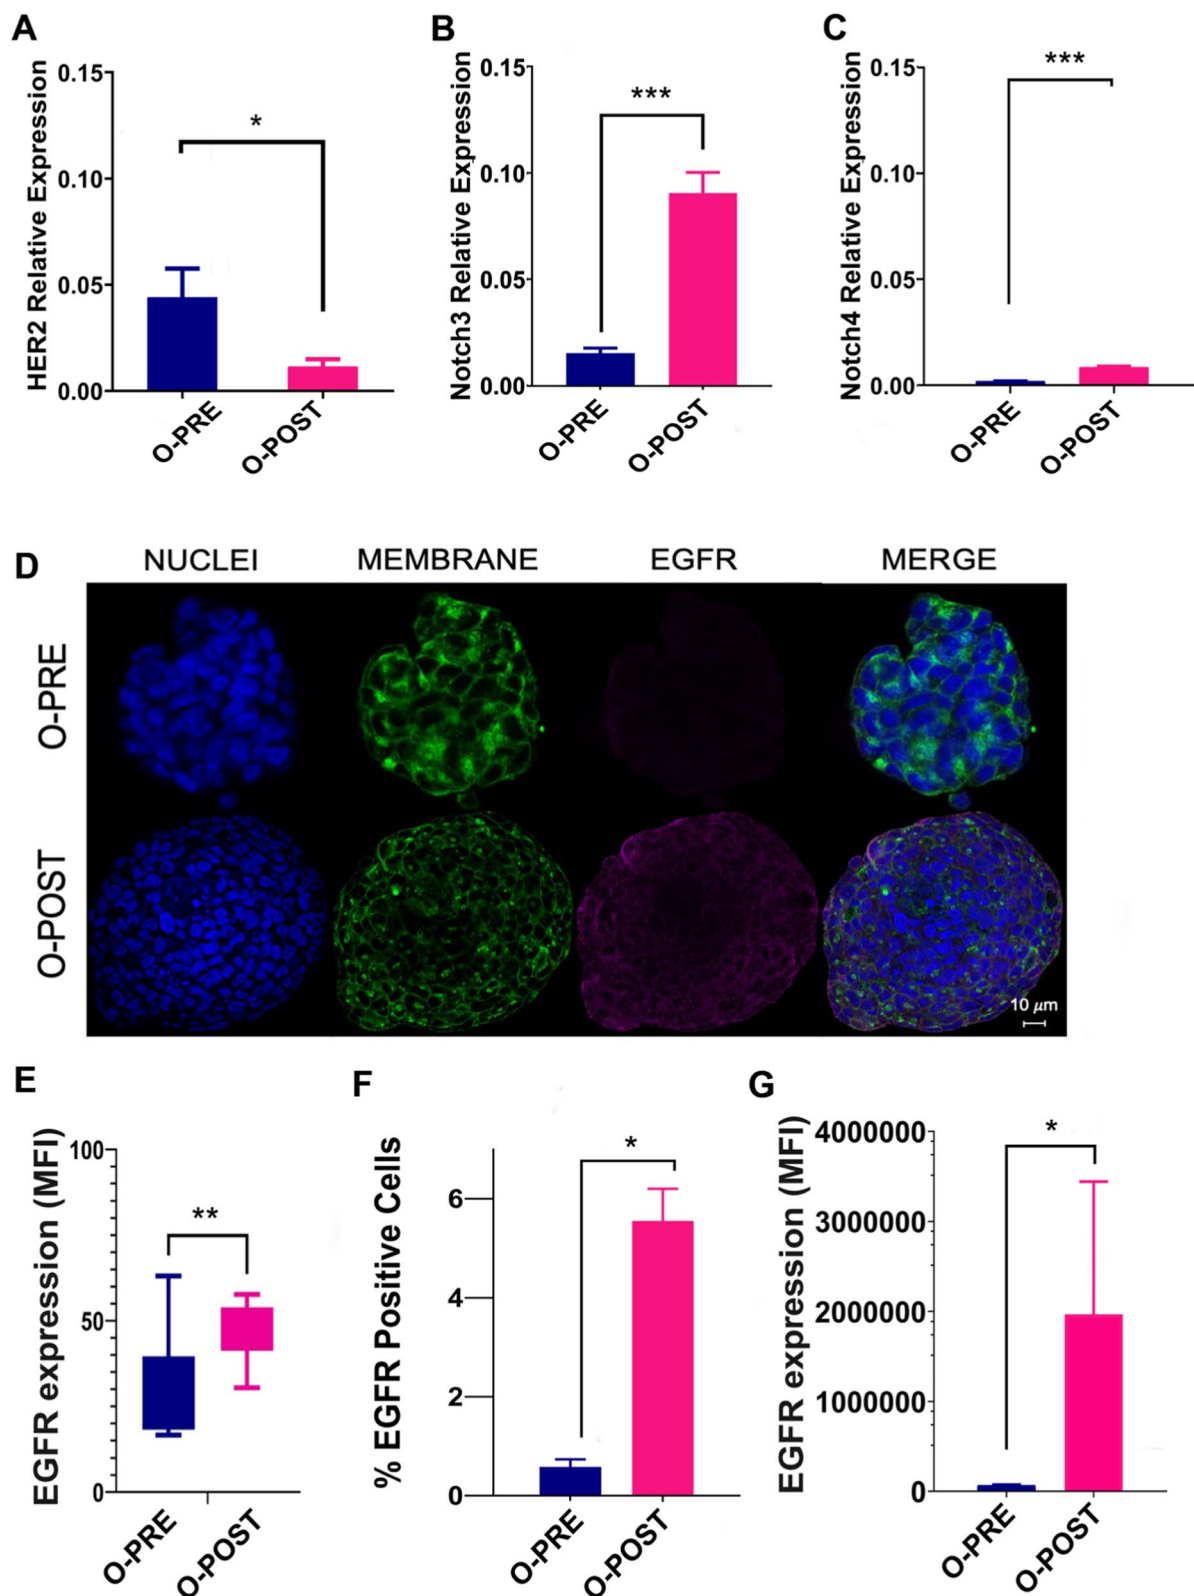 A
B
C
HER2 Relative Expression
0.15
0.10
0.05
0.00
*
O-PRE
O-POST
Notch3 Relative Expression
0.15
0.10
0.05
0.00
***
O-PRE
O-POST
Notch4 Relative Expression
0.15
0.10
0.05
0.00
***
O-PRE
O-POST
D
NUCLEI
MEMBRANE
EGFR
MERGE
O-PRE
O-POST
10 μm
E
F
G
EGFR expression (MFI)
100
50
0
**
O-PRE
O-POST
% EGFR Positive Cells
6
4
2
0
*
O-PRE
O-POST
EGFR expression (MFI)
4000000
3000000
2000000
1000000
0
*
O-PRE
O-POST